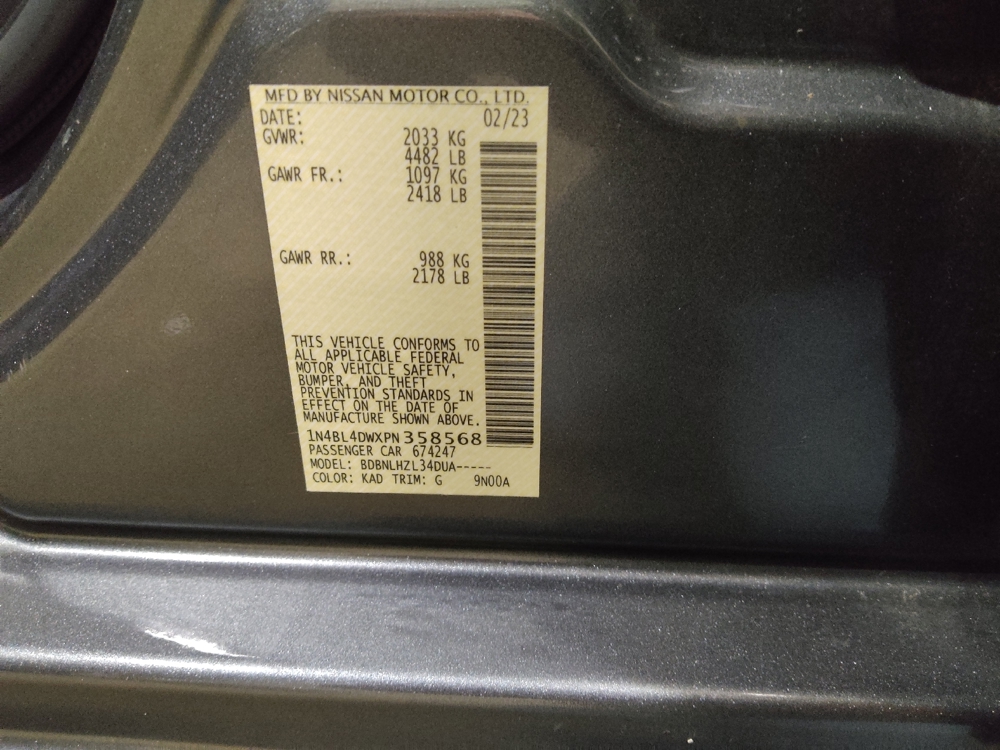 MFD BY NISSAN MOTOR CO., LTD.
DATE: 02/23
GVWR: 2033 KG
4482 LB
GAWR FR.: 1097 KG
2418 LB
GAWR RR.: 988 KG
2178 LB
THIS VEHICLE CONFORMS TO
ALL APPLICABLE FEDERAL
MOTOR VEHICLE SAFETY,
BUMPER, AND THEFT
PREVENTION STANDARDS IN
EFFECT ON THE DATE OF
MANUFACTURE SHOWN ABOVE.
1N4BL4DWXPN358568
PASSENGER CAR 674247
MODEL: BDBNLHZL34DUA-----
COLOR: KAD TRIM: G 9N00A